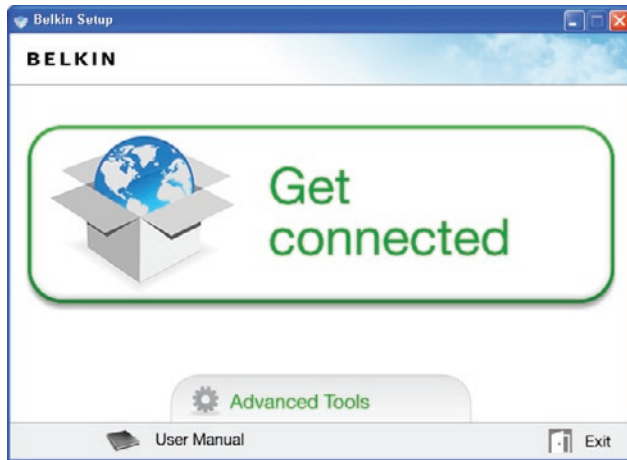 Belkin Setup
BELKIN
Get
connected
Advanced Tools
User Manual
Exit